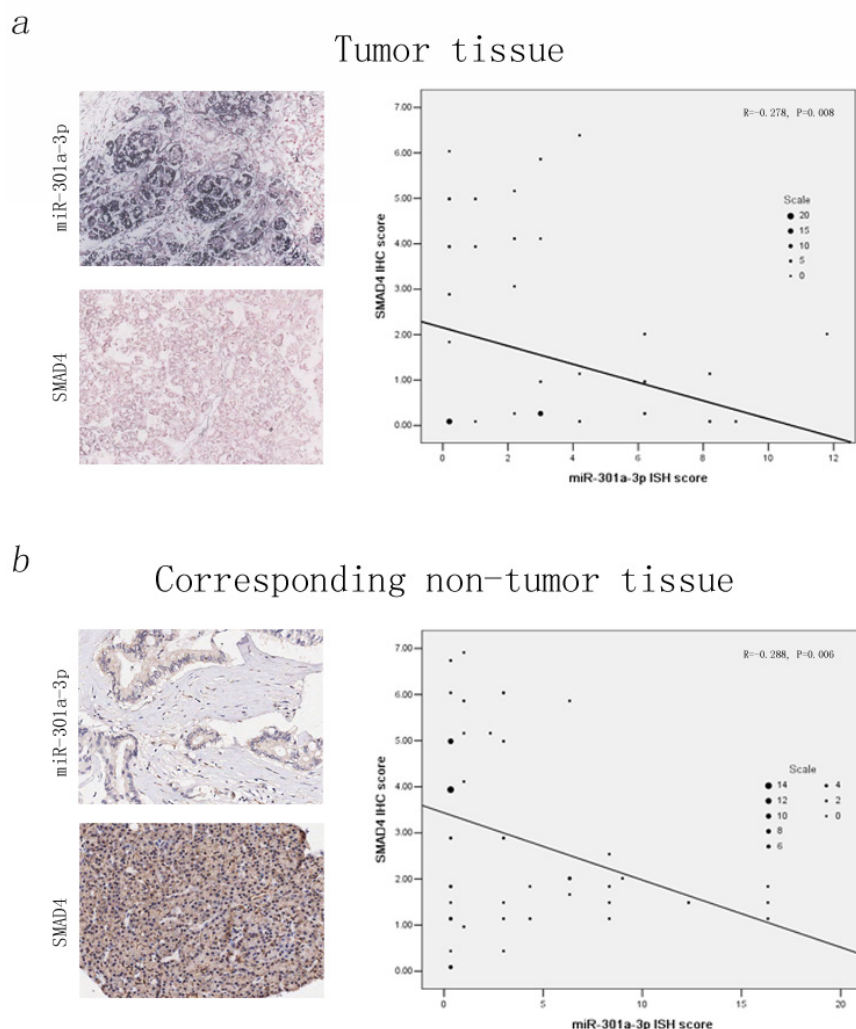 a
Tumor tissue
miR-301a-3p
SMAD4
R=-0.278, P=0.008
7.00
6.00
5.00
4.00
3.00
2.00
1.00
0.00
SMAD4 IHC score
Scale
20
15
10
5
0
0 2 4 6 8 10 12
miR-301a-3p ISH score
b
Corresponding non-tumor tissue
miR-301a-3p
SMAD4
R=-0.288, P=0.006
7.00
6.00
5.00
4.00
3.00
2.00
1.00
0.00
SMAD4 IHC score
Scale
14 4
12 2
10 0
8
6
0 5 10 15 20
miR-301a-3p ISH score